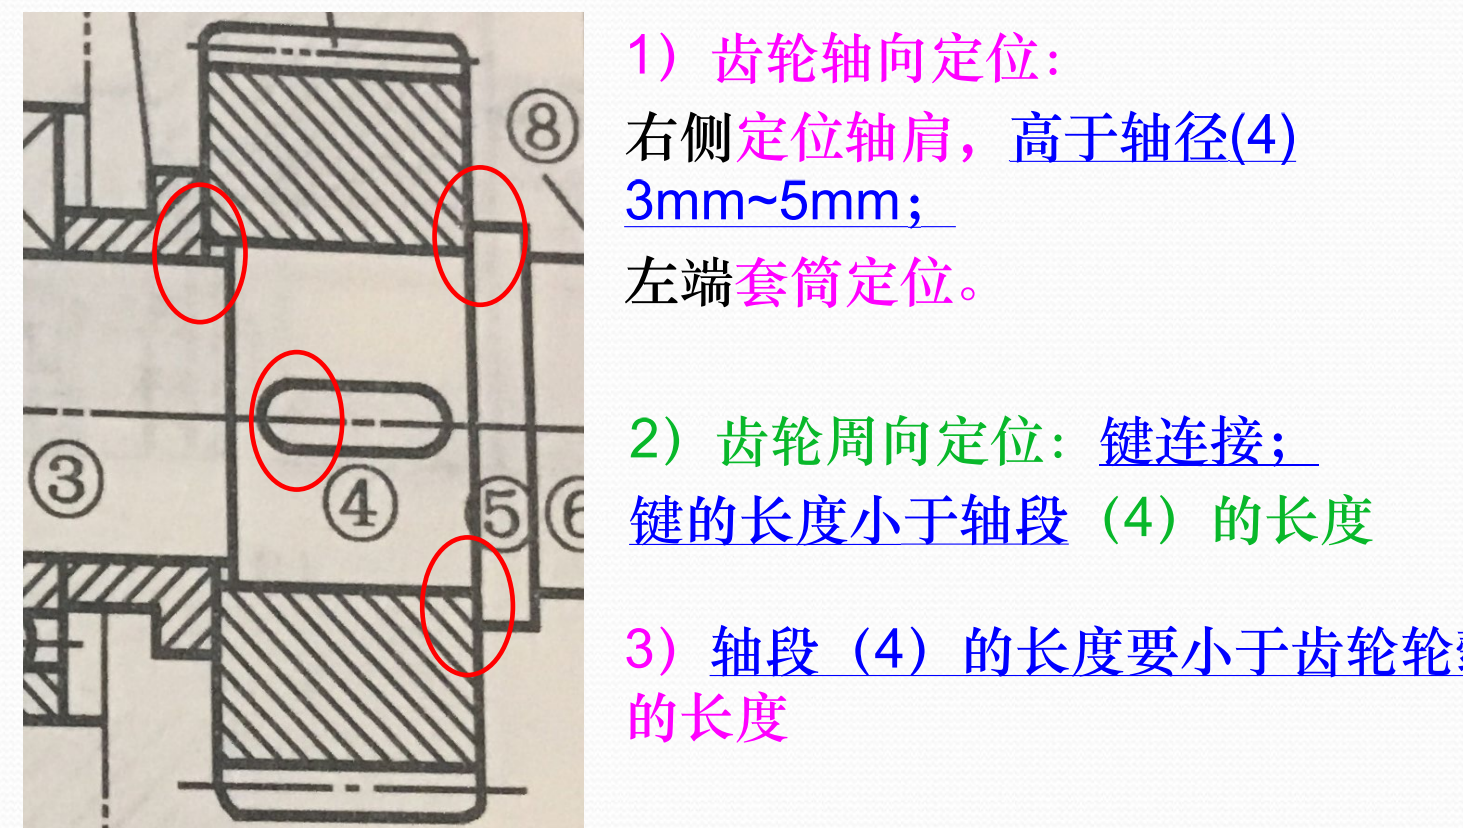 1）齿轮轴向定位：
右侧定位轴肩，高于轴径(4)
3mm~5mm；
左端套筒定位。
2）齿轮周向定位：键连接；
键的长度小于轴段（4）的长度
3）轴段（4）的长度要小于齿轮轮
的长度
⑧
③
④
⑤
⑥